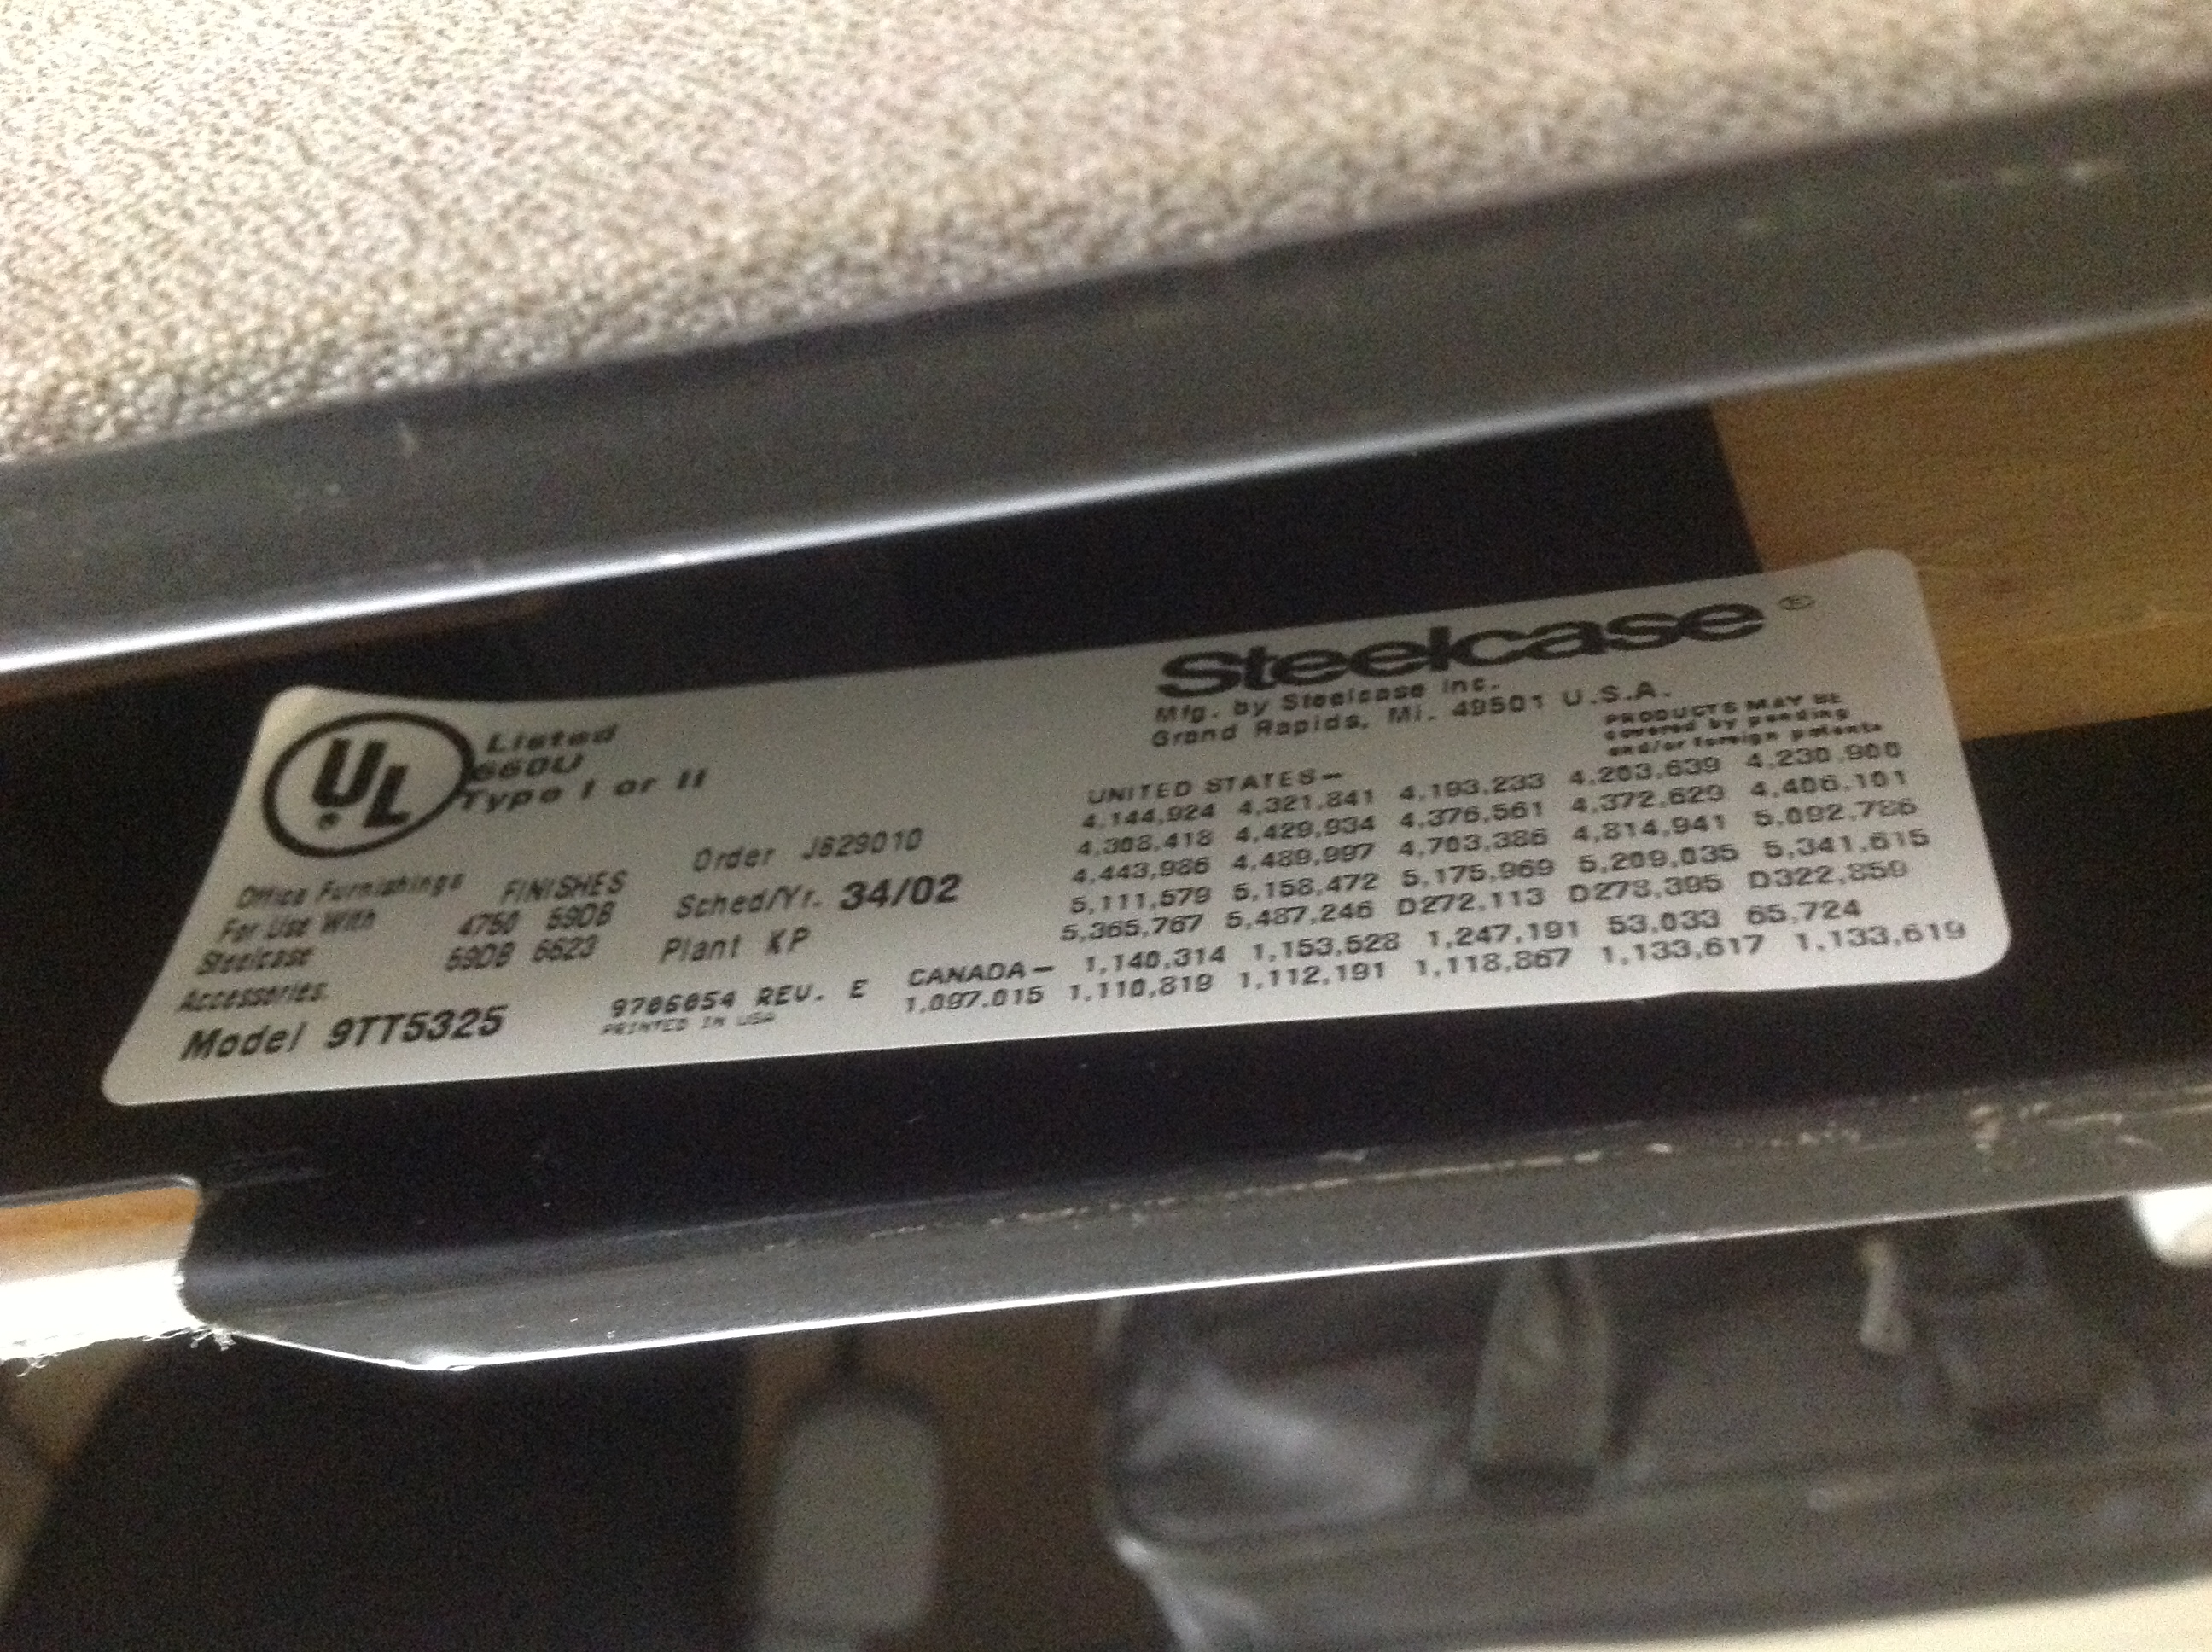 UL® Listed
660U
Type I or II
Office Furnishings
For Use With
Steelcase
Accessories.
FINISHES
4750 59DB
59DB 6623
Model 9TT5325
Order J629010
Sched/Yr. 34/02
Plant KP
9706054 REV. E
PRINTED IN USA
Steelcase®
Mfg. by Steelcase Inc.
Grand Rapids, Mi. 49501 U.S.A.
PRODUCTS MAY BE
covered by pending
and/or foreign patents
UNITED STATES–
4,144,924 4,321,841 4,193,233 4,203,639 4,230,900
4,308,418 4,429,934 4,376,561 4,372,629 4,406,101
4,443,986 4,489,997 4,703,386 4,814,941 5,092,786
5,111,579 5,158,472 5,175,969 5,209,035 5,341,615
5,365,767 5,487,246 D272,113 D278,395 D322,859
CANADA– 1,140,314 1,153,528 1,247,191 53,033 65,724
1,097,015 1,110,819 1,112,191 1,118,867 1,133,617 1,133,619